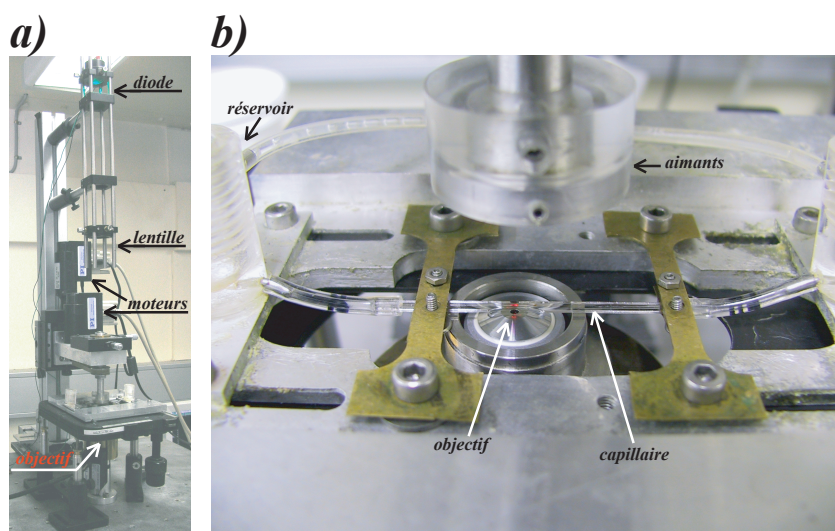 a)
diode
lentille
moteurs
objectif
b)
réservoir
aimants
objectif
capillaire